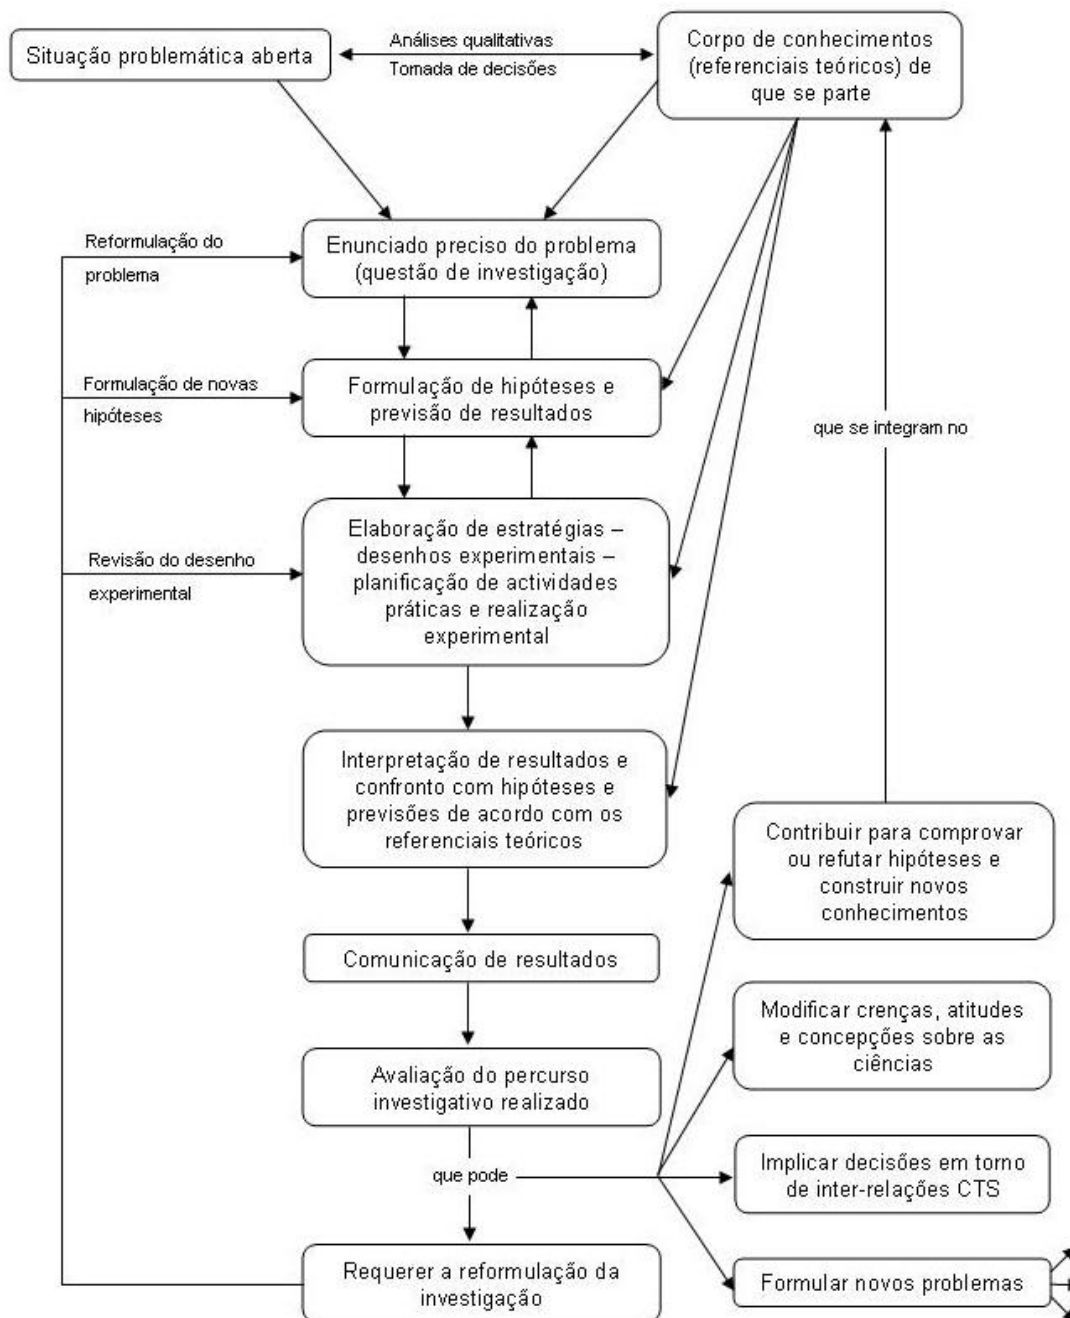 Situação problemática aberta
Análises qualitativas
Tomada de decisões
Corpo de conhecimentos
(referenciais teóricos) de
que se parte
Reformulação do
problema
Enunciado preciso do problema
(questão de investigação)
Formulação de novas
hipóteses
Formulação de hipóteses e
previsão de resultados
que se integram no
Revisão do desenho
experimental
Elaboração de estratégias –
desenhos experimentais –
planificação de actividades
práticas e realização
experimental
Interpretação de resultados e
confronto com hipóteses e
previsões de acordo com os
referenciais teóricos
Contribuir para comprovar
ou refutar hipóteses e
construir novos
conhecimentos
Comunicação de resultados
Modificar crenças, atitudes
e concepções sobre as
ciências
Avaliação do percurso
investigativo realizado
que pode
Implicar decisões em torno
de inter-relações CTS
Requerer a reformulação da
investigação
Formular novos problemas